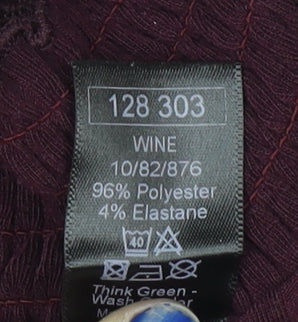 128 303
WINE
10/82/876
96% Polyester
4% Elastane
40
Think Green -
Wash